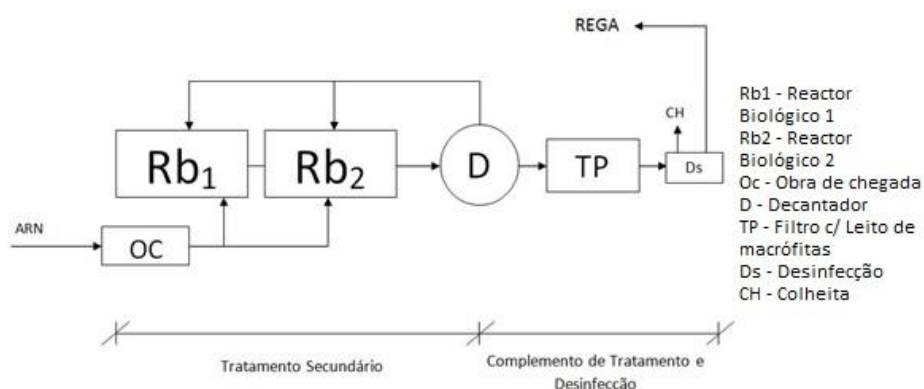 REGA
CH
Rb₁
Rb₂
D
TP
Ds
ARN
OC
Rb1 - Reactor
Biológico 1
Rb2 - Reactor
Biológico 2
Oc - Obra de chegada
D - Decantador
TP - Filtro c/ Leito de
macrófitas
Ds - Desinfecção
CH - Colheita
Tratamento Secundário
Complemento de Tratamento e
Desinfecção